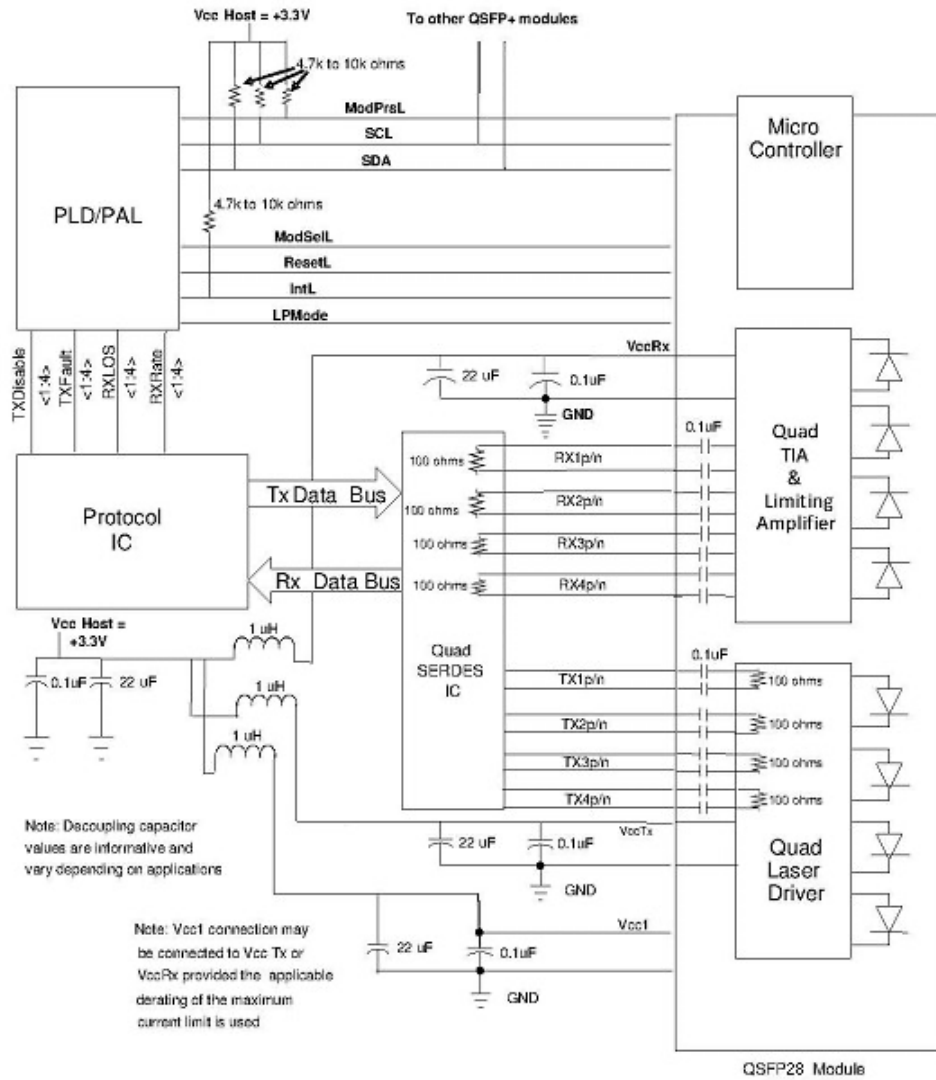 Vcc Host = +3.3V
To other QSFP+ modules
4.7k to 10k ohms
ModPrsL
SCL
SDA
Micro
Controller
PLD/PAL
4.7k to 10k ohms
ModSelL
ResetL
IntL
LPMode
TXDisable
<1:4>
TXFault
<1:4>
RXLOS
<1:4>
RXRate
<1:4>
VccRx
22 uF
0.1uF
GND
Protocol
IC
Tx Data Bus
Rx Data Bus
100 ohms
100 ohms
100 ohms
100 ohms
Quad
SERDES
IC
RX1p/n
RX2p/n
RX3p/n
RX4p/n
0.1uF
Quad
TIA
&
Limiting
Amplifier
Vcc Host =
+3.3V
0.1uF
22 uF
1 uH
1 uH
1 uH
TX1p/n
TX2p/n
TX3p/n
TX4p/n
0.1uF
100 ohms
100 ohms
100 ohms
100 ohms
Quad
Laser
Driver
VccTx
22 uF
0.1uF
GND
Note: Decoupling capacitor
values are informative and
vary depending on applications
Note: Vcc1 connection may
be connected to Vcc Tx or
VccRx provided the applicable
derating of the maximum
current limit is used
Vcc1
22 uF
0.1uF
GND
QSFP28 Module